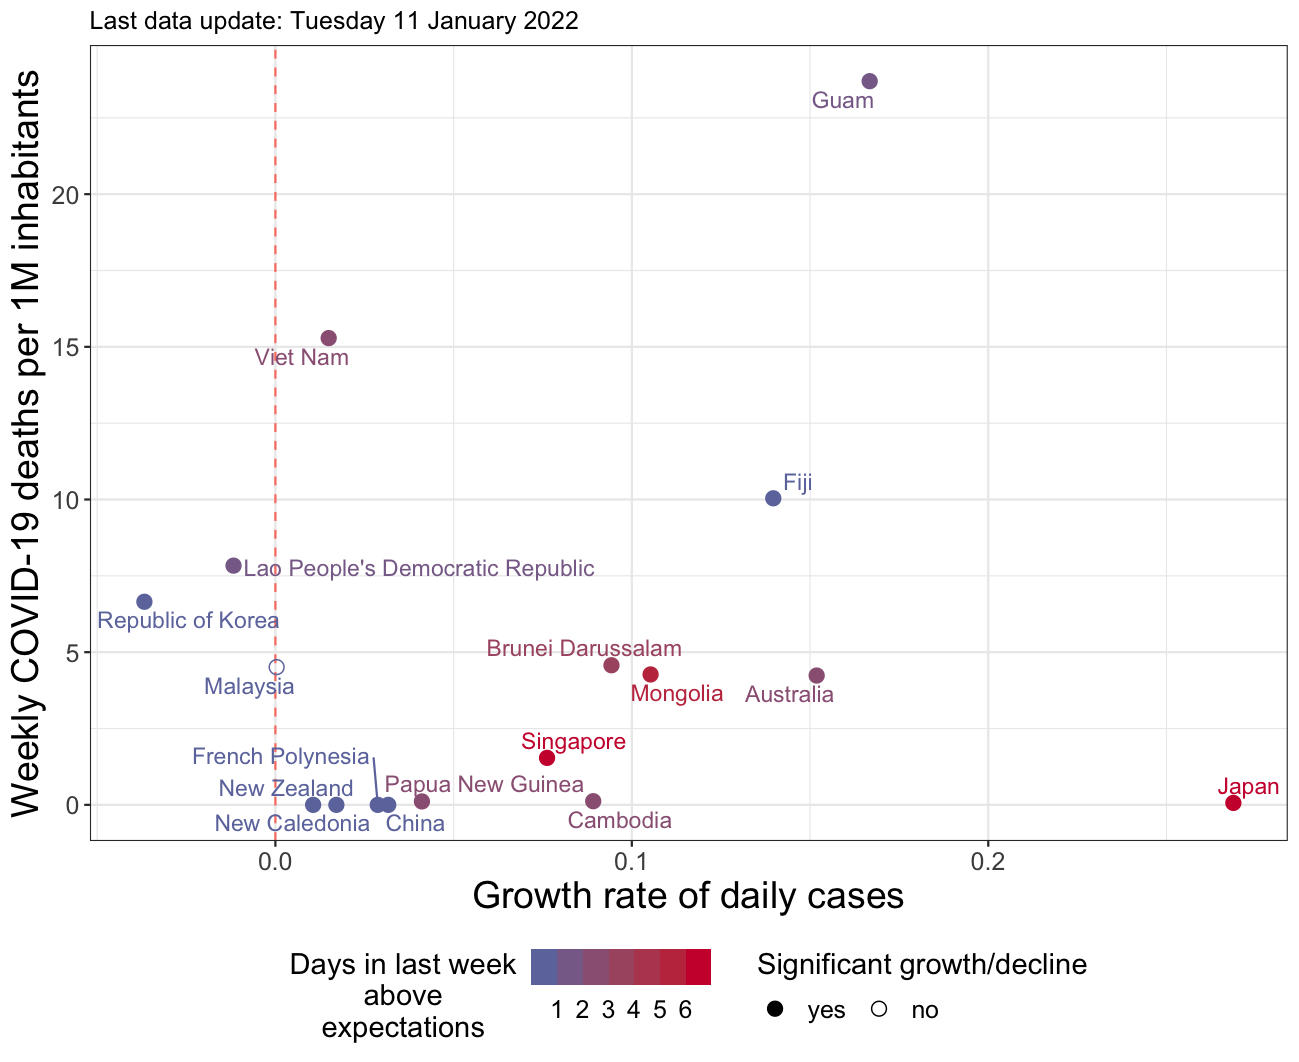 Last data update: Tuesday 11 January 2022
Weekly COVID-19 deaths per 1M inhabitants
20
15
10
5
0
Guam
Viet Nam
Fiji
Lao People's Democratic Republic
Republic of Korea
Brunei Darussalam
Malaysia
Mongolia
Australia
Singapore
French Polynesia
New Zealand
Papua New Guinea
Japan
New Caledonia
China
Cambodia
0.0
0.1
0.2
Growth rate of daily cases
Days in last week
above
expectations
1 2 3 4 5 6
Significant growth/decline
yes no